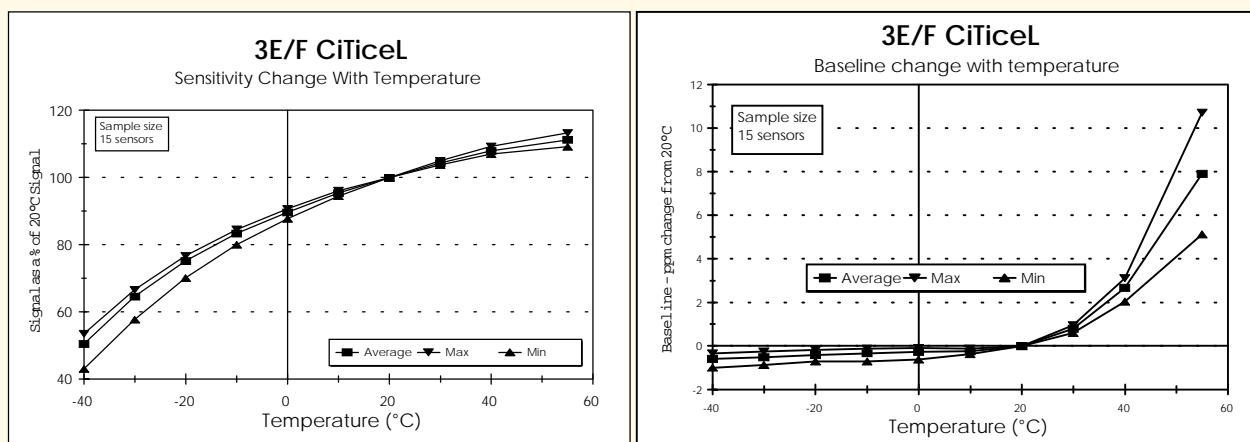 3E/F CiTiceL
Sensitivity Change With Temperature
120
100
80
60
40
Signal as a % of 20°C Signal
Sample size
15 sensors
Average Max Min
-40 -20 0 20 40 60
Temperature (°C)
3E/F CiTiceL
Baseline change with temperature
12
10
8
6
4
2
0
-2
Baseline - ppm change from 20°C
Sample size
15 sensors
Average Max Min
-40 -20 0 20 40 60
Temperature (°C)